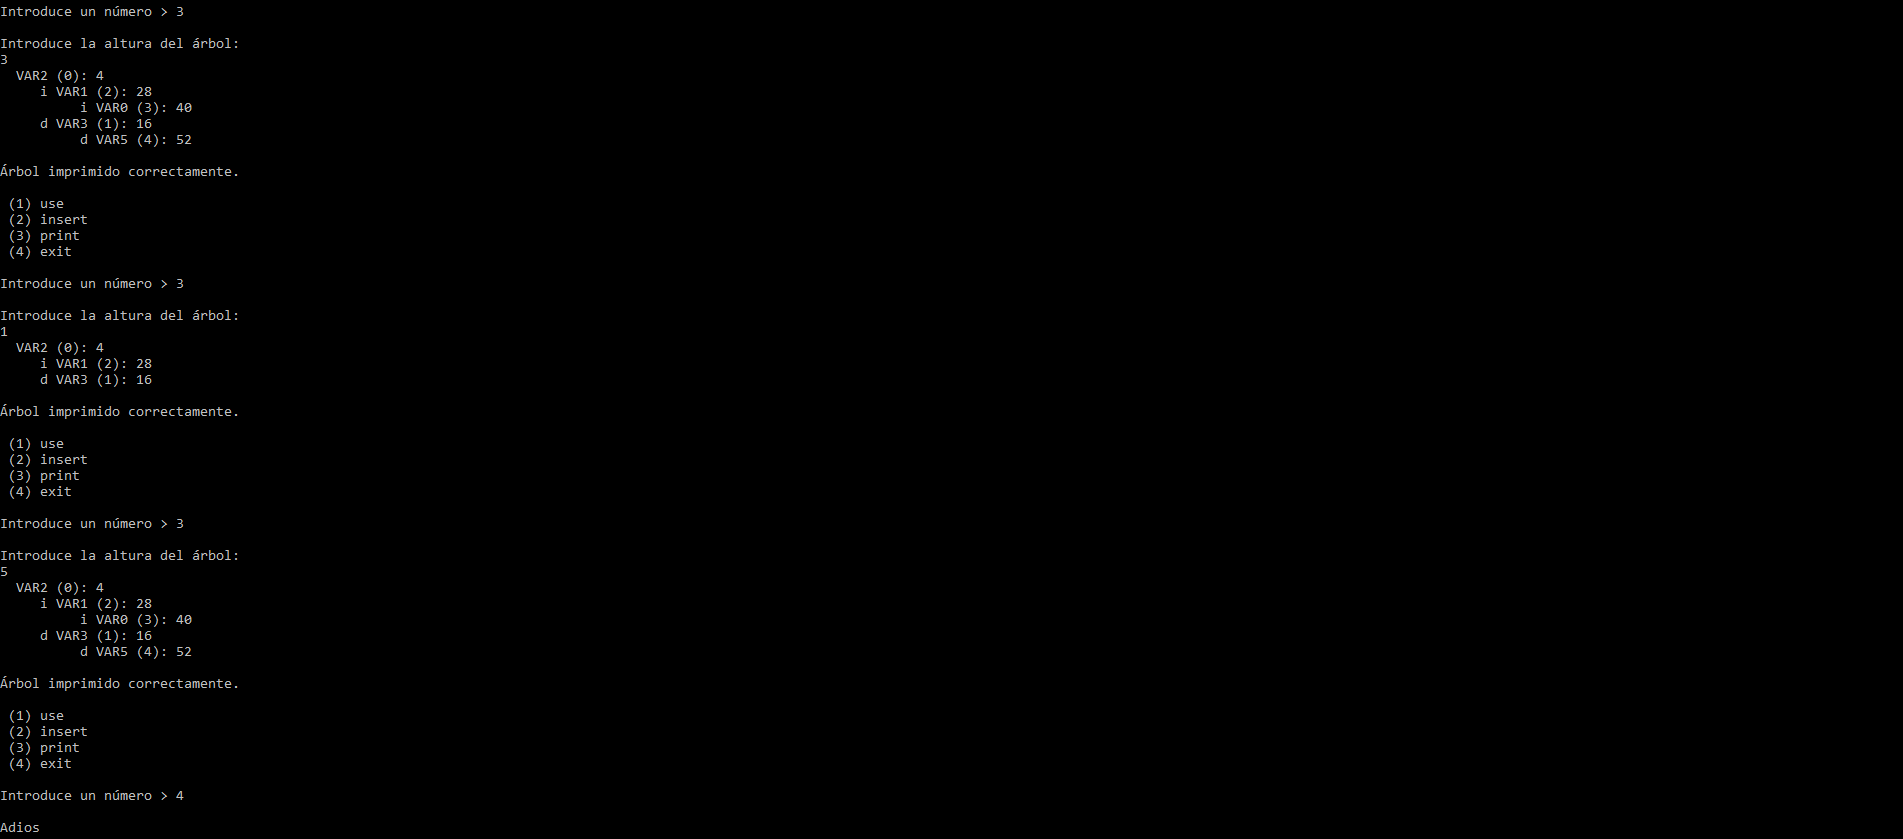 Introduce un número > 3
Introduce la altura del árbol:
3
VAR2 (0): 4
i VAR1 (2): 28
i VAR0 (3): 40
d VAR3 (1): 16
d VAR5 (4): 52
Árbol imprimido correctamente.
(1) use
(2) insert
(3) print
(4) exit
Introduce un número > 3
Introduce la altura del árbol:
1
VAR2 (0): 4
i VAR1 (2): 28
d VAR3 (1): 16
Árbol imprimido correctamente.
(1) use
(2) insert
(3) print
(4) exit
Introduce un número > 3
Introduce la altura del árbol:
5
VAR2 (0): 4
i VAR1 (2): 28
i VAR0 (3): 40
d VAR3 (1): 16
d VAR5 (4): 52
Árbol imprimido correctamente.
(1) use
(2) insert
(3) print
(4) exit
Introduce un número > 4
Adios